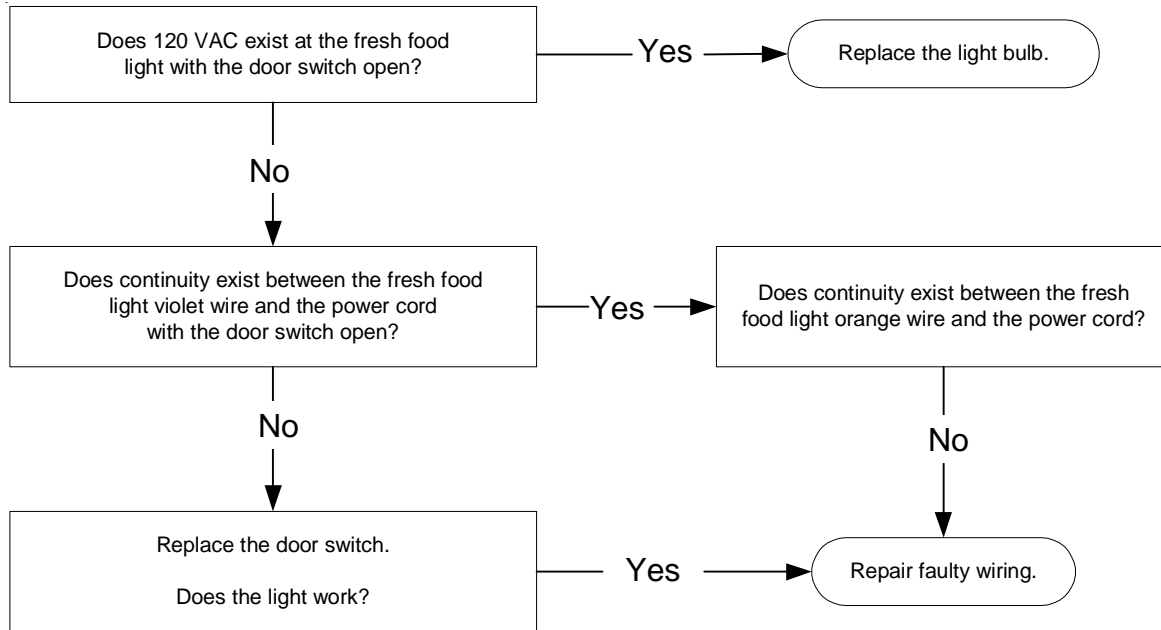 Does 120 VAC exist at the fresh food
light with the door switch open?
Yes
Replace the light bulb.
No
Does continuity exist between the fresh food
light violet wire and the power cord
with the door switch open?
Yes
Does continuity exist between the fresh
food light orange wire and the power cord?
No
No
Replace the door switch.
Does the light work?
Yes
Repair faulty wiring.